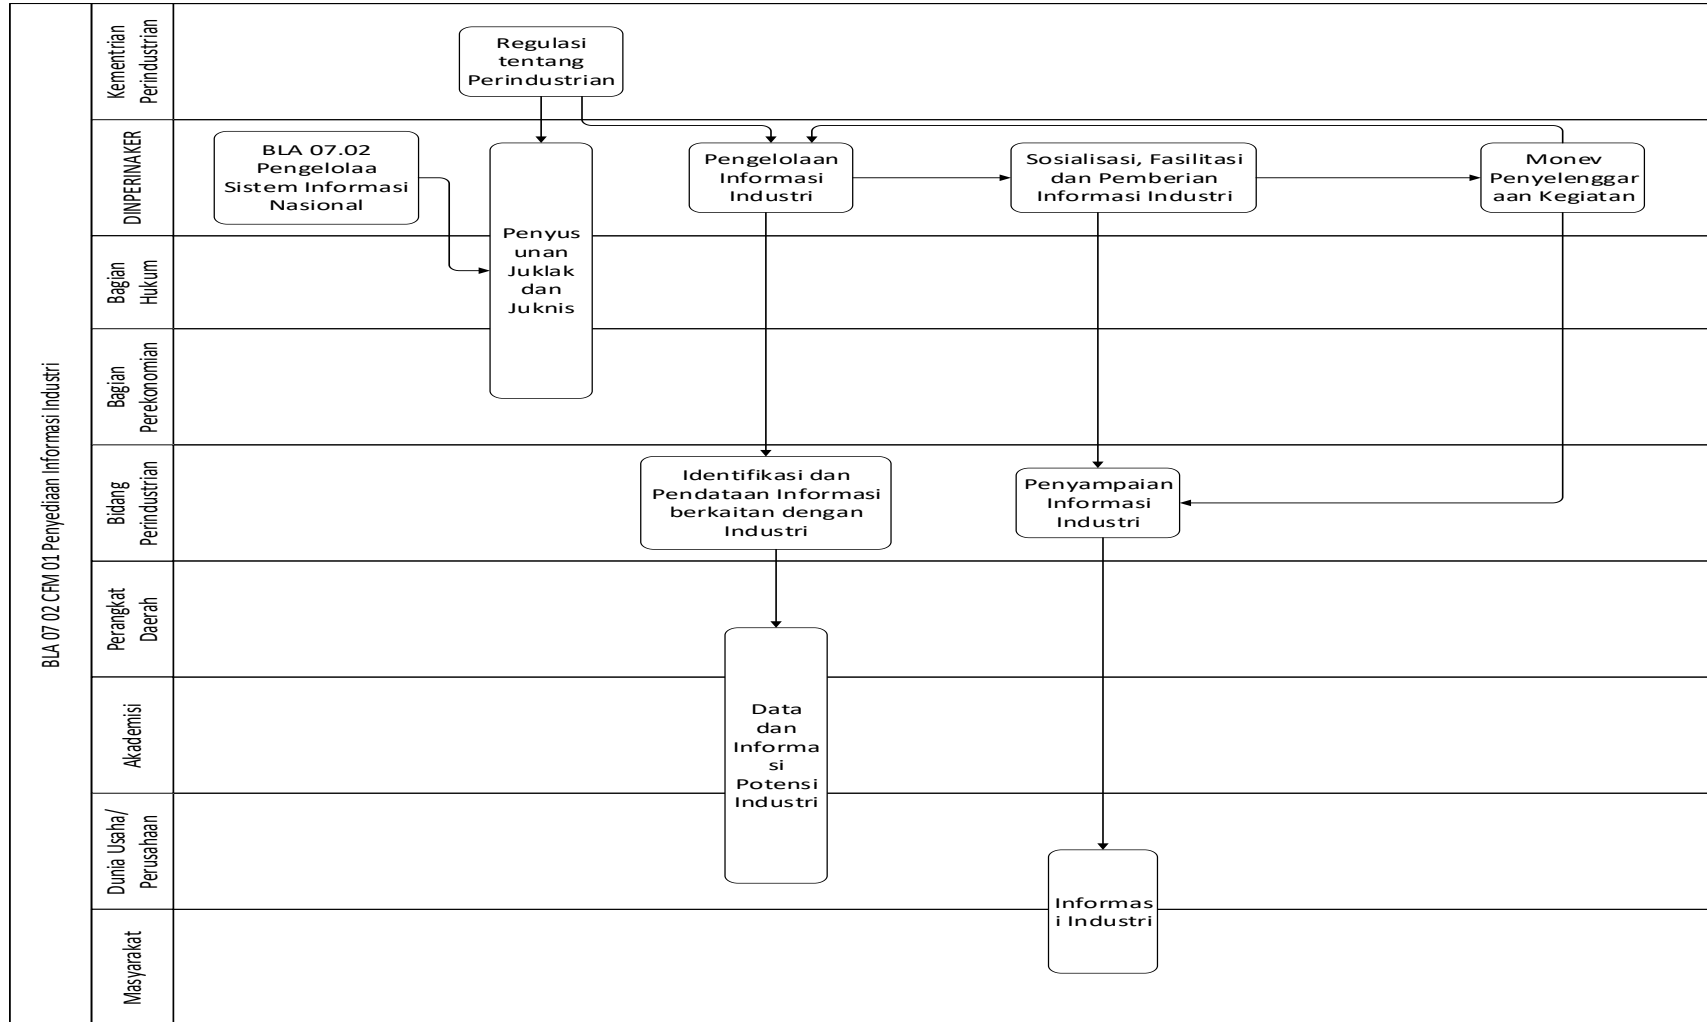 BLA 07 02 CFM 01 Penyediaan Informasi Industri
Kementrian
Perindustrian
Regulasi
tentang
Perindustrian
DINPERINAKER
BLA 07.02
Pengelolaa
Sistem Informasi
Nasional
Penyus
unan
Juklak
dan
Juknis
Pengelolaan
Informasi
Industri
Sosialisasi, Fasilitasi
dan Pemberian
Informasi Industri
Monev
Penyelenggar
aan Kegiatan
Bagian
Hukum
Bagian
Perekonomian
Bidang
Perindustrian
Identifikasi dan
Pendataan Informasi
berkaitan dengan
Industri
Penyampaian
Informasi
Industri
Perangkat
Daerah
Data
dan
Informa
si
Potensi
Industri
Akademisi
Dunia Usaha/
Perusahaan
Informas
i Industri
Masyarakat